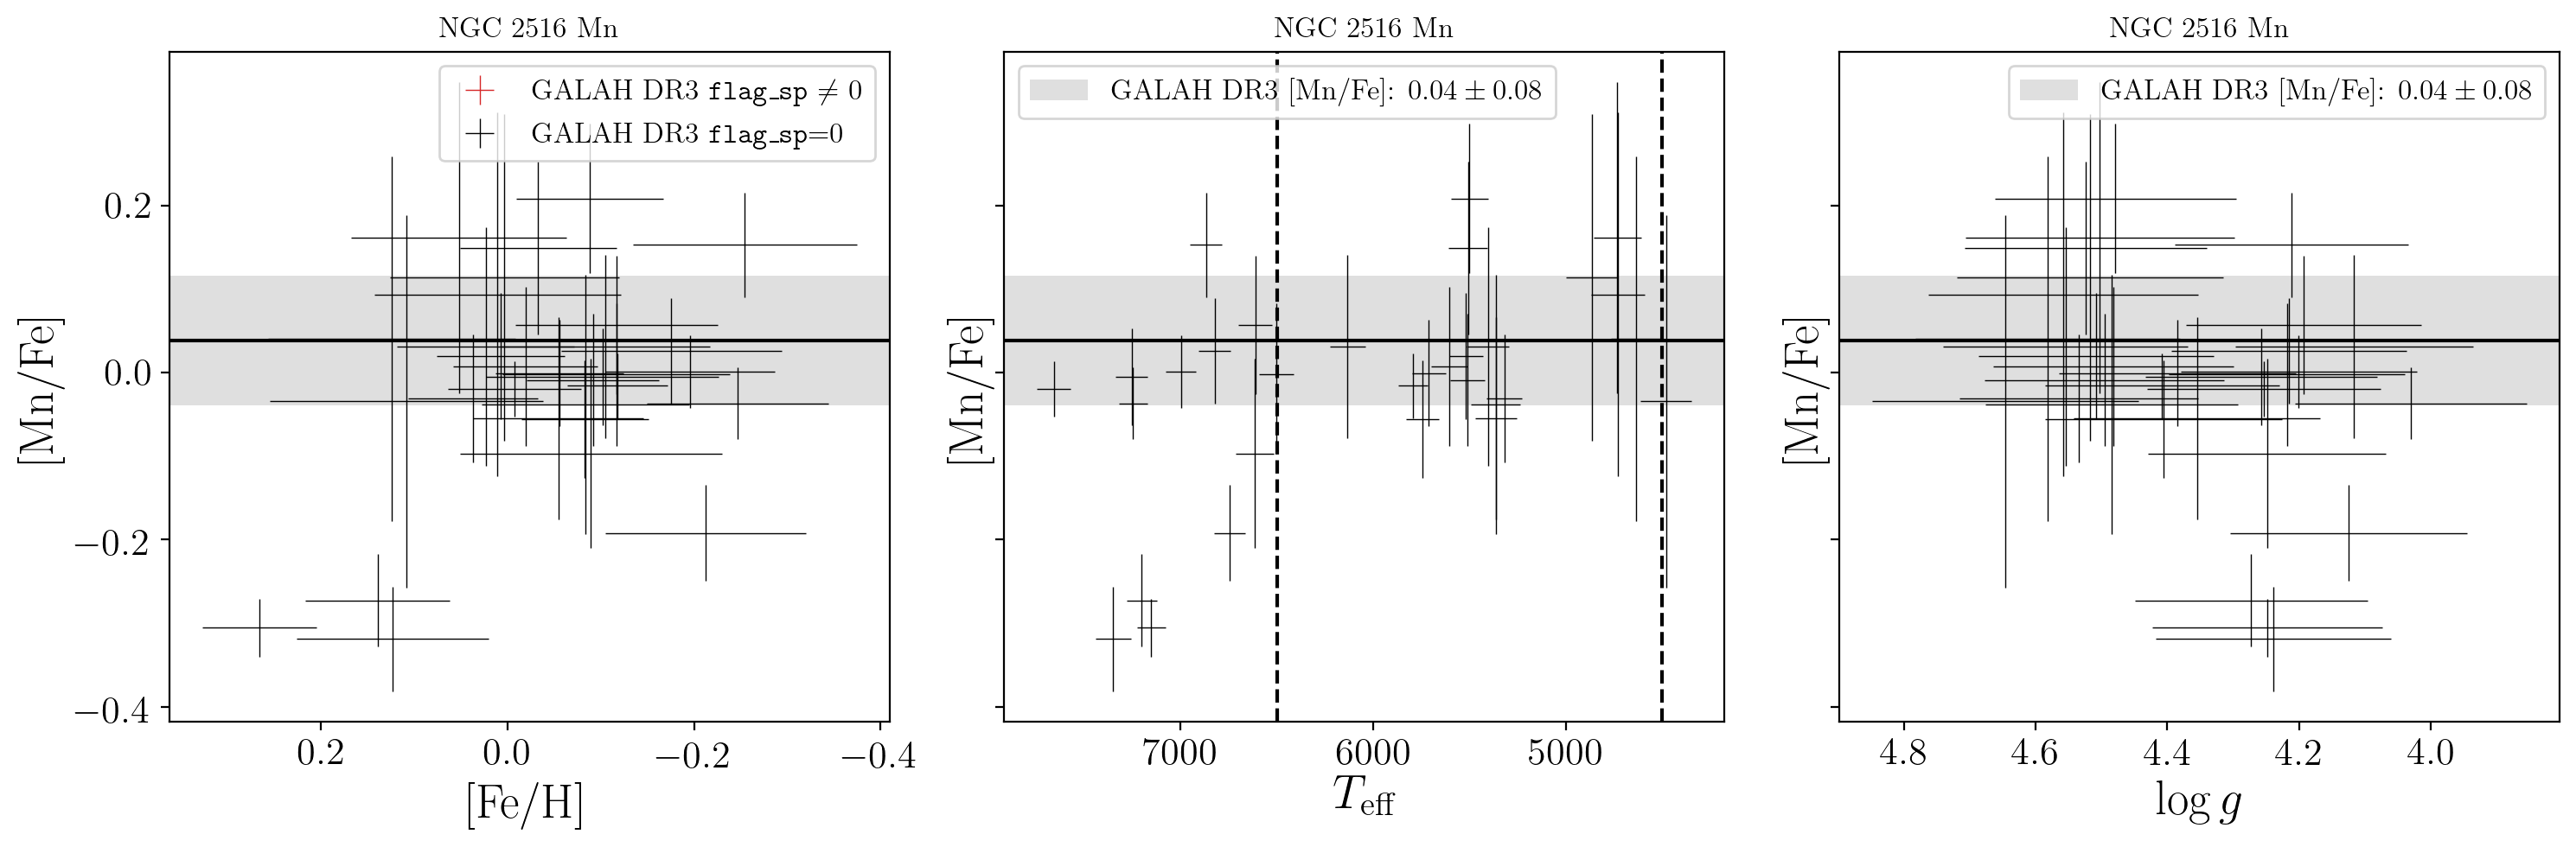 NGC 2516 Mn
GALAH DR3 flag_sp ≠ 0
GALAH DR3 flag_sp=0
[Mn/Fe]
0.2
0.0
−0.2
−0.4
0.2 0.0 −0.2 −0.4
[Fe/H]
NGC 2516 Mn
GALAH DR3 [Mn/Fe]: 0.04 ± 0.08
[Mn/Fe]
7000 6000 5000
T_eff
NGC 2516 Mn
GALAH DR3 [Mn/Fe]: 0.04 ± 0.08
[Mn/Fe]
4.8 4.6 4.4 4.2 4.0
log g